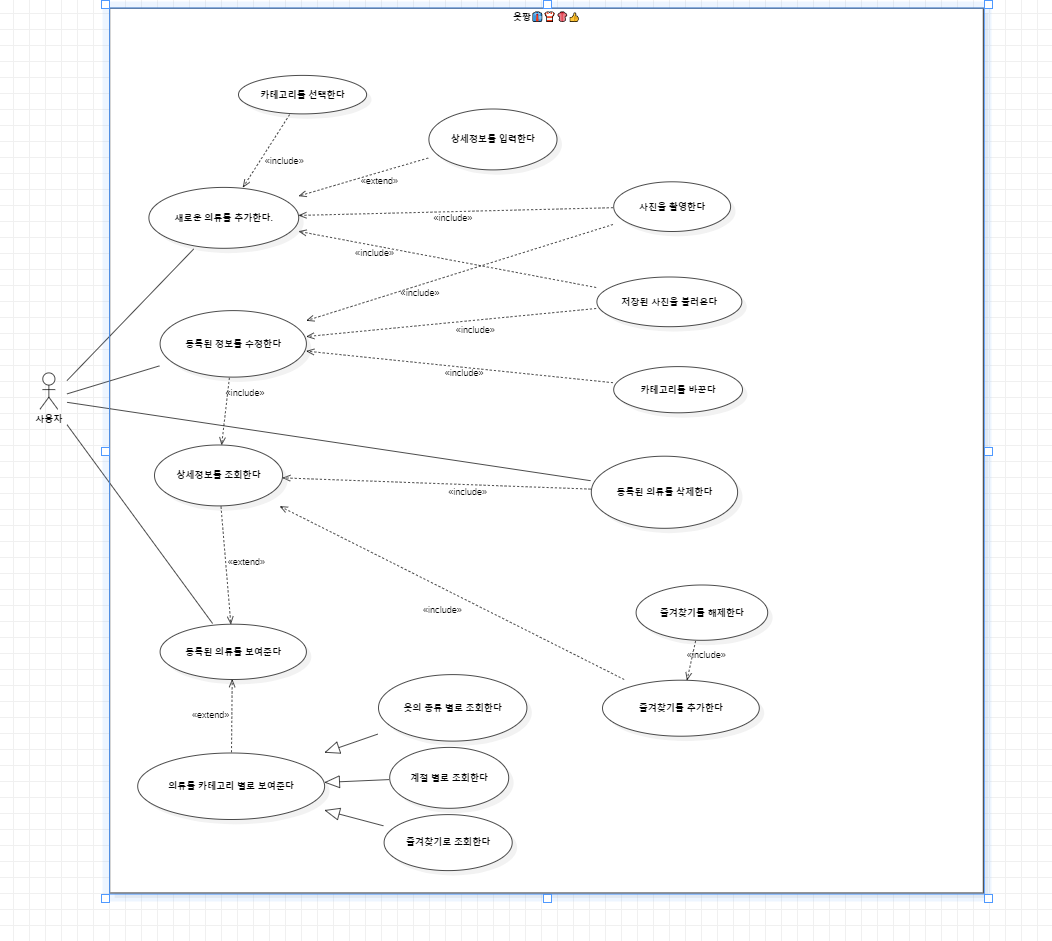 옷짱👖👚👕👍
카테고리를 선택한다
상세정보를 입력한다
«include»
«extend»
사진을 촬영한다
새로운 의류를 추가한다.
«include»
«include»
«include»
저장된 사진을 불러온다
«include»
등록된 정보를 수정한다
«include»
카테고리를 바꾼다
«include»
사용자
상세정보를 조회한다
«include»
등록된 의류를 삭제한다
«extend»
«include»
즐겨찾기를 해제한다
등록된 의류를 보여준다
«include»
즐겨찾기를 추가한다
옷의 종류 별로 조회한다
«extend»
계절 별로 조회한다
의류를 카테고리 별로 보여준다
즐겨찾기로 조회한다